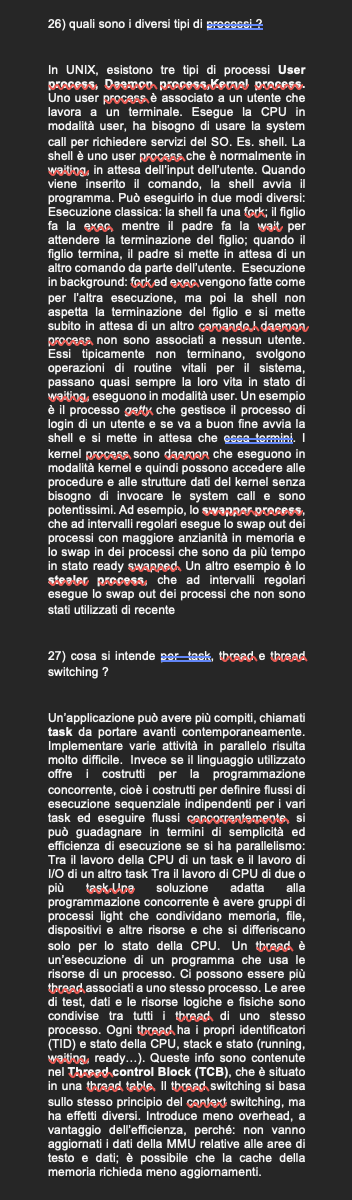 26) quali sono i diversi tipi di processi ?
In UNIX, esistono tre tipi di processi User
process, Daemon process,Kernel process.
Uno user process è associato a un utente che
lavora a un terminale. Esegue la CPU in
modalità user, ha bisogno di usare la system
call per richiedere servizi del SO. Es. shell. La
shell è uno user process che è normalmente in
waiting, in attesa dell'input dell'utente. Quando
viene inserito il comando, la shell avvia il
programma. Può eseguirlo in due modi diversi:
Esecuzione classica: la shell fa una fork; il figlio
fa la exec, mentre il padre fa la wait per
attendere la terminazione del figlio; quando il
figlio termina, il padre si mette in attesa di un
altro comando da parte dell'utente. Esecuzione
in background: fork ed exec vengono fatte come
per l'altra esecuzione, ma poi la shell non
aspetta la terminazione del figlio e si mette
subito in attesa di un altro comando.I daemon
process non sono associati a nessun utente.
Essi tipicamente non terminano, svolgono
operazioni di routine vitali per il sistema,
passano quasi sempre la loro vita in stato di
waiting, eseguono in modalità user. Un esempio
è il processo getty che gestisce il processo di
login di un utente e se va a buon fine avvia la
shell e si mette in attesa che essa termini. I
kernel process sono daemon che eseguono in
modalità kernel e quindi possono accedere alle
procedure e alle strutture dati del kernel senza
bisogno di invocare le system call e sono
potentissimi. Ad esempio, lo swapper process,
che ad intervalli regolari esegue lo swap out dei
processi con maggiore anzianità in memoria e
lo swap in dei processi che sono da più tempo
in stato ready swapped. Un altro esempio è lo
stealer process, che ad intervalli regolari
esegue lo swap out dei processi che non sono
stati utilizzati di recente
27) cosa si intende per task, thread e thread
switching ?
Un'applicazione può avere più compiti, chiamati
task da portare avanti contemporaneamente.
Implementare varie attività in parallelo risulta
molto difficile. Invece se il linguaggio utilizzato
offre i costrutti per la programmazione
concorrente, cioè i costrutti per definire flussi di
esecuzione sequenziale indipendenti per i vari
task ed eseguire flussi concorrentemente, si
può guadagnare in termini di semplicità ed
efficienza di esecuzione se si ha parallelismo:
Tra il lavoro della CPU di un task e il lavoro di
I/O di un altro task Tra il lavoro di CPU di due o
più task.Una soluzione adatta alla
programmazione concorrente è avere gruppi di
processi light che condividano memoria, file,
dispositivi e altre risorse e che si differiscano
solo per lo stato della CPU. Un thread è
un'esecuzione di un programma che usa le
risorse di un processo. Ci possono essere più
thread associati a uno stesso processo. Le aree
di test, dati e le risorse logiche e fisiche sono
condivise tra tutti i thread di uno stesso
processo. Ogni thread ha i propri identificatori
(TID) e stato della CPU, stack e stato (running,
waiting, ready…). Queste info sono contenute
nel Thread control Block (TCB), che è situato
in una thread table. Il thread switching si basa
sullo stesso principio del context switching, ma
ha effetti diversi. Introduce meno overhead, a
vantaggio dell'efficienza, perché: non vanno
aggiornati i dati della MMU relative alle aree di
testo e dati; è possibile che la cache della
memoria richieda meno aggiornamenti.